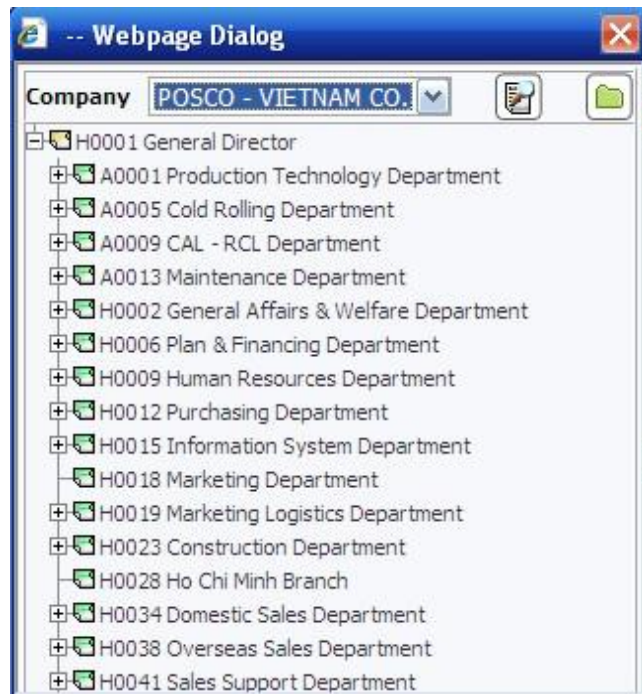 -- Webpage Dialog
Company POSCO - VIETNAM CO.
H0001 General Director
A0001 Production Technology Department
A0005 Cold Rolling Department
A0009 CAL - RCL Department
A0013 Maintenance Department
H0002 General Affairs & Welfare Department
H0006 Plan & Financing Department
H0009 Human Resources Department
H0012 Purchasing Department
H0015 Information System Department
H0018 Marketing Department
H0019 Marketing Logistics Department
H0023 Construction Department
H0028 Ho Chi Minh Branch
H0034 Domestic Sales Department
H0038 Overseas Sales Department
H0041 Sales Support Department